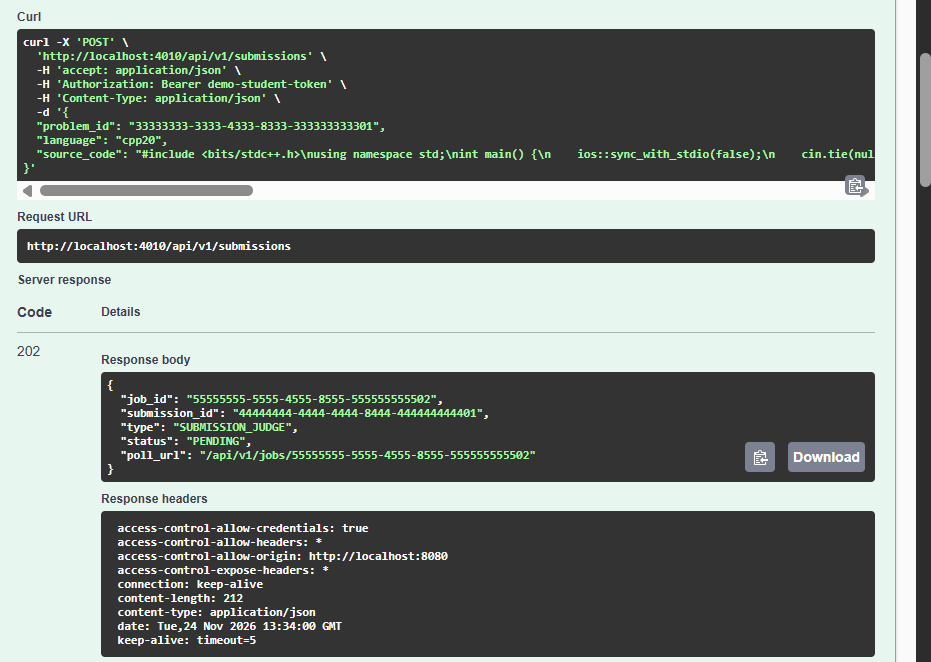 Curl
curl -X 'POST' \
'http://localhost:4010/api/v1/submissions' \
-H 'accept: application/json' \
-H 'Authorization: Bearer demo-student-token' \
-H 'Content-Type: application/json' \
-d '{
"problem_id": "33333333-3333-4333-8333-333333333301",
"language": "cpp20",
"source_code": "#include <bits/stdc++.h>\nusing namespace std;\nint main() {\n    ios::sync_with_stdio(false);\n    cin.tie(nul
}'
Request URL
http://localhost:4010/api/v1/submissions
Server response
Code Details
202
Response body
{
"job_id": "55555555-5555-4555-8555-555555555502",
"submission_id": "44444444-4444-4444-8444-444444444401",
"type": "SUBMISSION_JUDGE",
"status": "PENDING",
"poll_url": "/api/v1/jobs/55555555-5555-4555-8555-555555555502"
}
Download
Response headers
access-control-allow-credentials: true
access-control-allow-headers: *
access-control-allow-origin: http://localhost:8080
access-control-expose-headers: *
connection: keep-alive
content-length: 212
content-type: application/json
date: Tue,24 Nov 2026 13:34:00 GMT
keep-alive: timeout=5